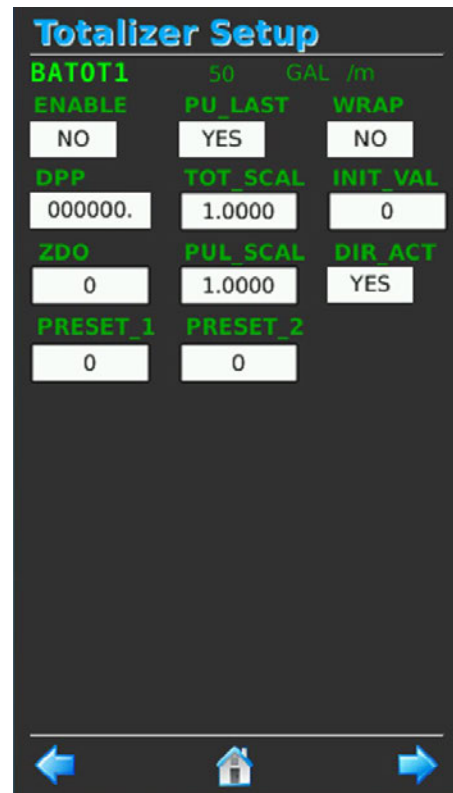 Totalizer Setup
BATOT1 50 GAL /m
ENABLE PU_LAST WRAP
NO YES NO
DPP TOT_SCAL INIT_VAL
000000. 1.0000 0
ZDO PUL_SCAL DIR_ACT
0 1.0000 YES
PRESET_1 PRESET_2
0 0